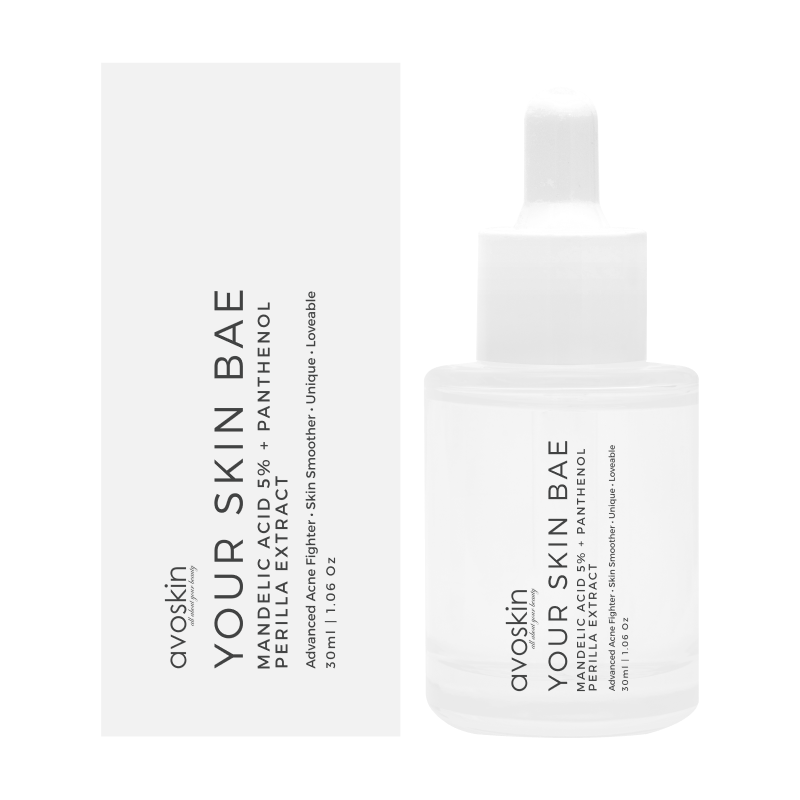 avoskin
all about your beauty
YOUR SKIN BAE
MANDELIC ACID 5% + PANTHENOL
PERILLA EXTRACT
Advanced Acne Fighter • Skin Smoother • Unique • Loveable
30ml | 1.06 Oz
avoskin
all about your beauty
YOUR SKIN BAE
MANDELIC ACID 5% + PANTHENOL
PERILLA EXTRACT
Advanced Acne Fighter • Skin Smoother • Unique • Loveable
30ml | 1.06 Oz